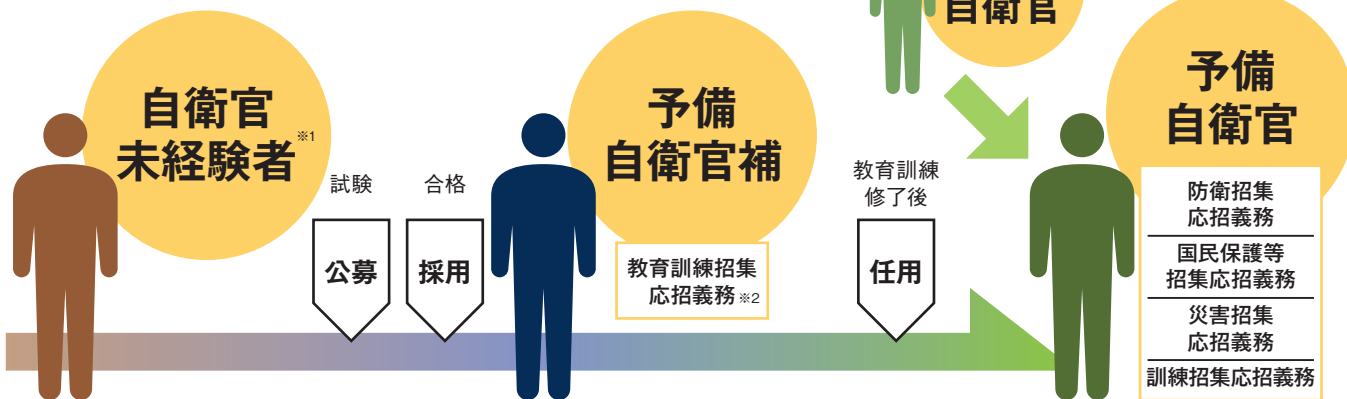 自衛官
未経験者※1
試験
公募
合格
採用
予備
自衛官補
教育訓練招集
応招義務※2
教育訓練
修了後
任用
自衛官
予備
自衛官
防衛招集
応招義務
国民保護等
招集応招義務
災害招集
応招義務
訓練招集応招義務